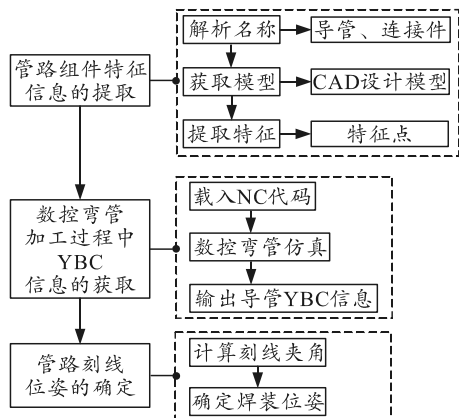 解析名称
导管、连接件
管路组件特征
信息的提取
获取模型
CAD设计模型
提取特征
特征点
载入NC代码
数控弯管
加工过程中
YBC
信息的获取
数控弯管仿真
输出导管YBC信息
计算刻线夹角
管路刻线
位姿的确定
确定焊装位姿